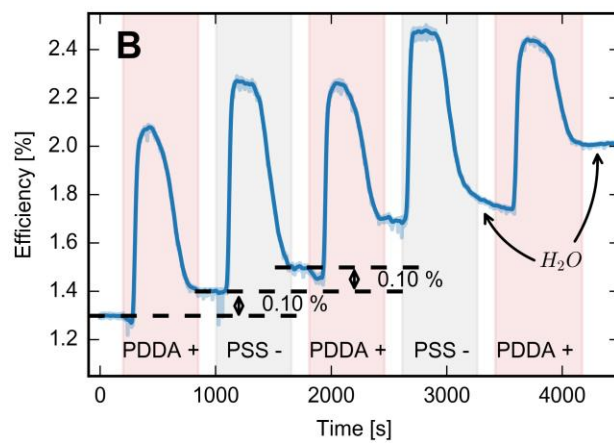 B
2.4
2.2
2.0
1.8
1.6
1.4
1.2
Efficiency [%]
H₂O
0.10 %
0.10 %
PDDA + PSS - PDDA + PSS - PDDA +
0 1000 2000 3000 4000
Time [s]